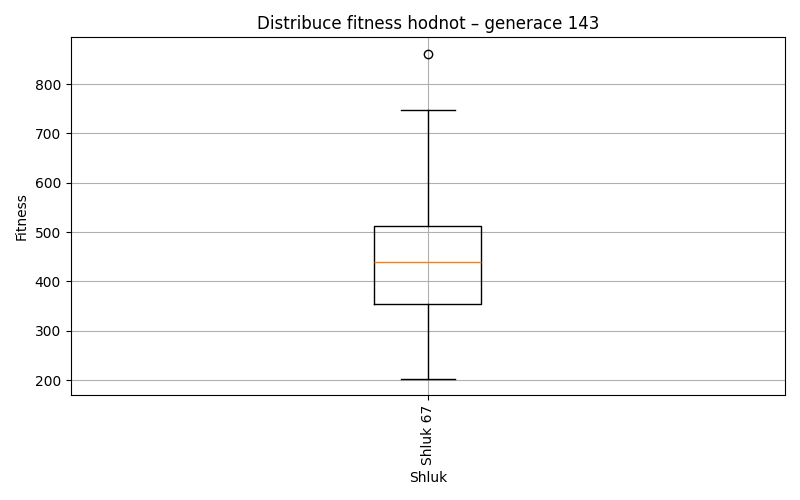 Distribuce fitness hodnot – generace 143
800
700
600
500
400
300
200
Fitness
Shluk 67
Shluk